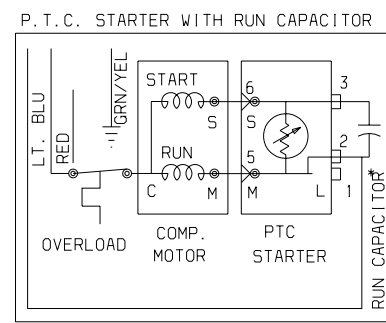 P.T.C. STARTER WITH RUN CAPACITOR
LT. BLU
RED
GRN/YEL
START
S
RUN
C
M
6
S
5
M
3
2
L
1
OVERLOAD
COMP.
MOTOR
PTC
STARTER
RUN CAPACITOR*